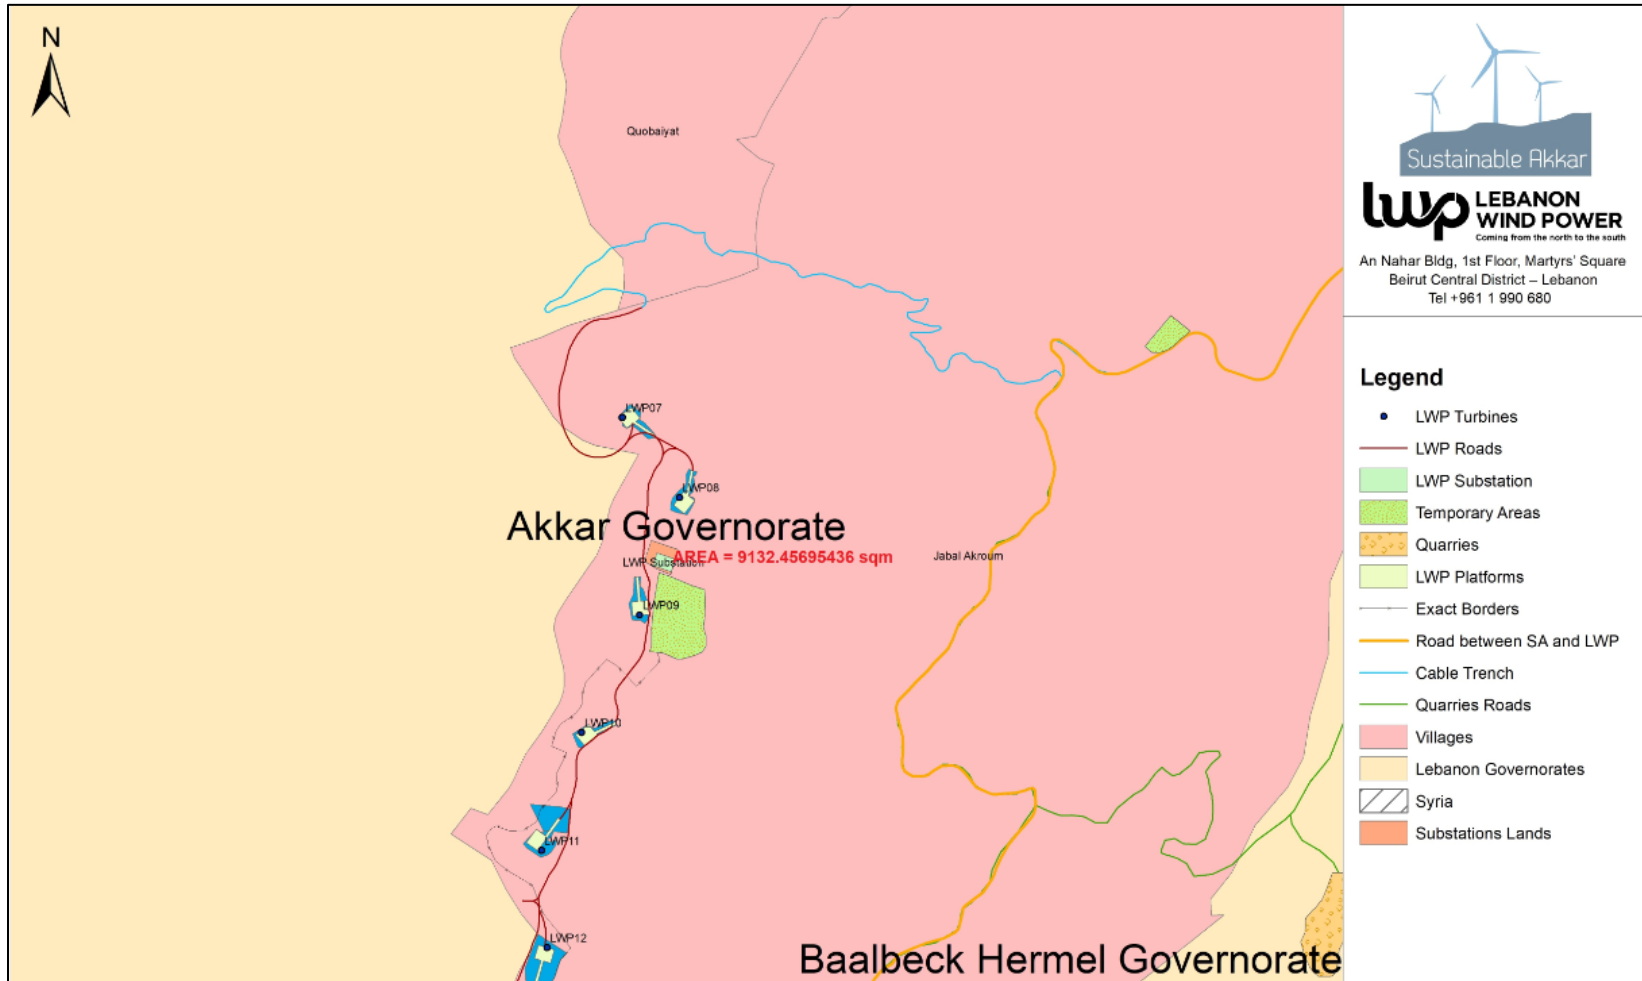 N
Quobaiyat
LWP07
LWP08
Akkar Governorate
AREA = 9132.45695436 sqm
LWP Substation
Jabal Akroum
LWP09
LWP10
LWP11
LWP12
Baalbeck Hermel Governorate
Sustainable Akkar
lwp LEBANON
WIND POWER
Coming from the north to the south
An Nahar Bldg, 1st Floor, Martyrs' Square
Beirut Central District – Lebanon
Tel +961 1 990 680
Legend
LWP Turbines
LWP Roads
LWP Substation
Temporary Areas
Quarries
LWP Platforms
Exact Borders
Road between SA and LWP
Cable Trench
Quarries Roads
Villages
Lebanon Governorates
Syria
Substations Lands